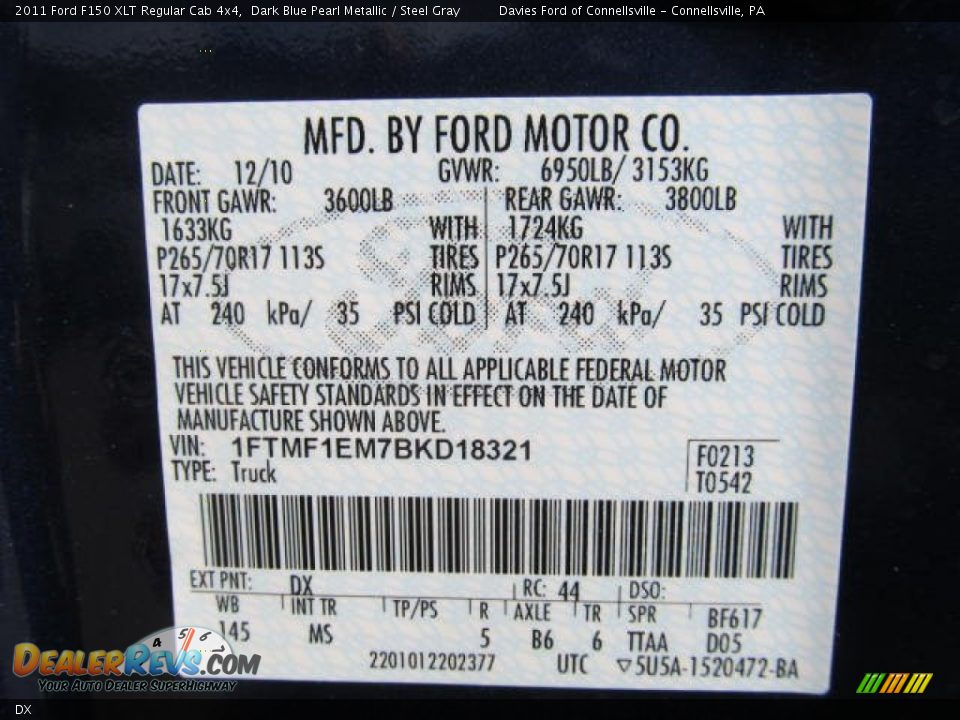 2011 Ford F150 XLT Regular Cab 4x4, Dark Blue Pearl Metallic / Steel Gray Davies Ford of Connellsville - Connellsville, PA
MFD. BY FORD MOTOR CO.
DATE: 12/10 GVWR: 6950LB/ 3153KG
FRONT GAWR: 3600LB REAR GAWR: 3800LB
1633KG WITH 1724KG WITH
P265/70R17 113S TIRES P265/70R17 113S TIRES
17x7.5J RIMS 17x7.5J RIMS
AT 240 kPa/ 35 PSI COLD AT 240 kPa/ 35 PSI COLD
THIS VEHICLE CONFORMS TO ALL APPLICABLE FEDERAL MOTOR
VEHICLE SAFETY STANDARDS IN EFFECT ON THE DATE OF
MANUFACTURE SHOWN ABOVE.
VIN: 1FTMF1EM7BKD18321
F0213
TYPE: Truck
T0542
EXT PNT: DX RC: 44 DSO:
WB INT TR TP/PS R AXLE TR SPR BF617
145 MS 5 B6 6 TTAA D05
2201012202377 UTC ▽5U5A-1520472-BA
4 5 6
DEALERREVS.COM
Your Auto Dealer SuperHighway
DX